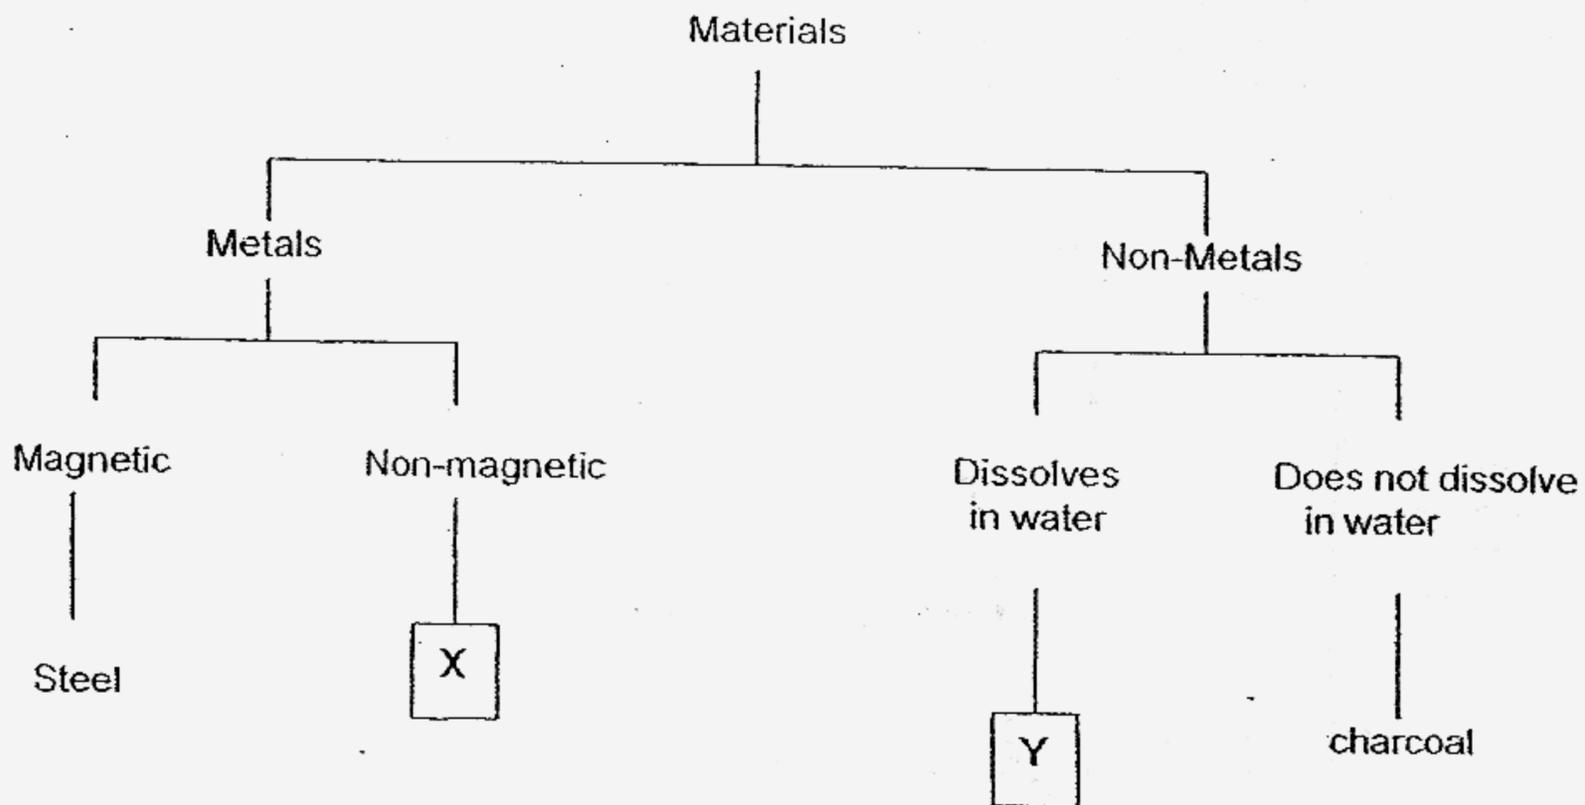 Materials
Metals
Non-Metals
Magnetic
Non-magnetic
Dissolves
in water
Does not dissolve
in water
Steel
X
Y
charcoal